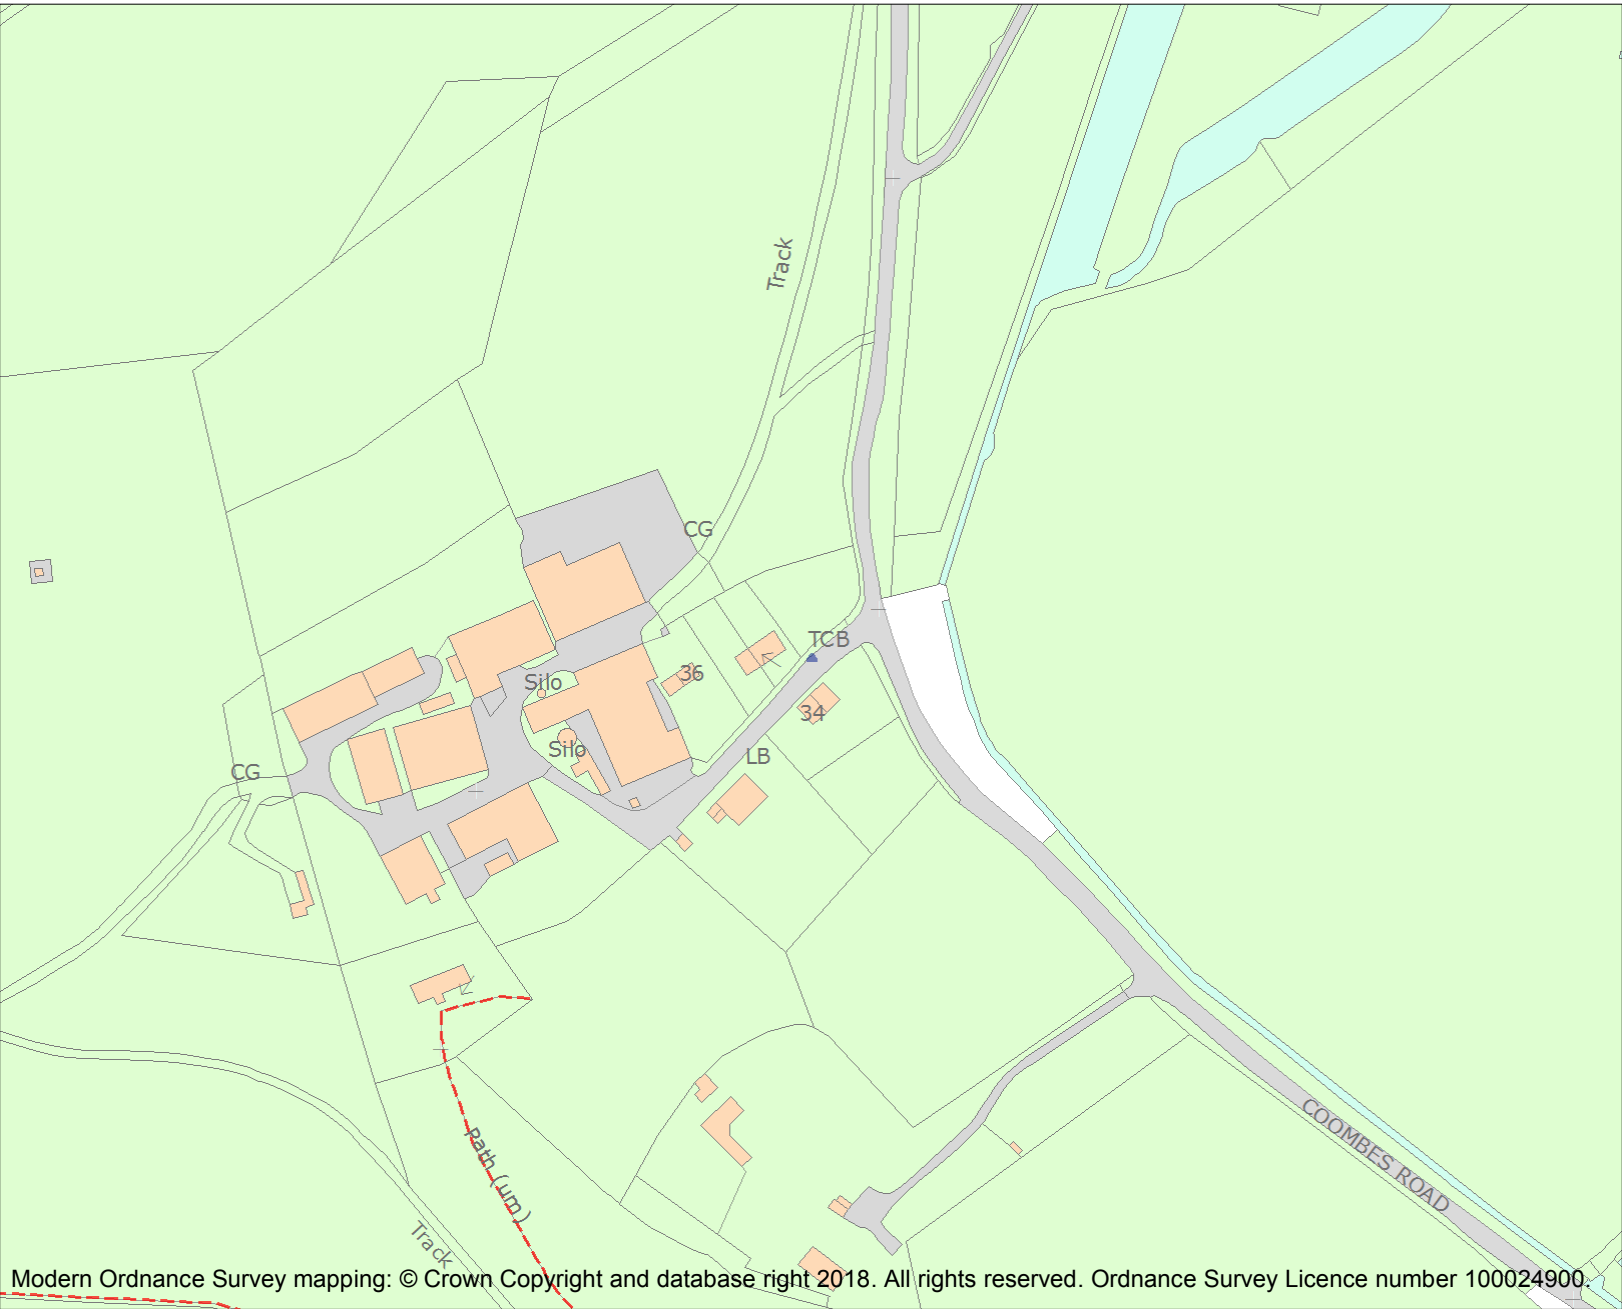 Track
CG
TCB
36
Silo
34
Silo
LB
CG
COOMBES ROAD
Path (um)
Track
Modern Ordnance Survey mapping: © Crown Copyright and database right 2018. All rights reserved. Ordnance Survey Licence number 100024900.